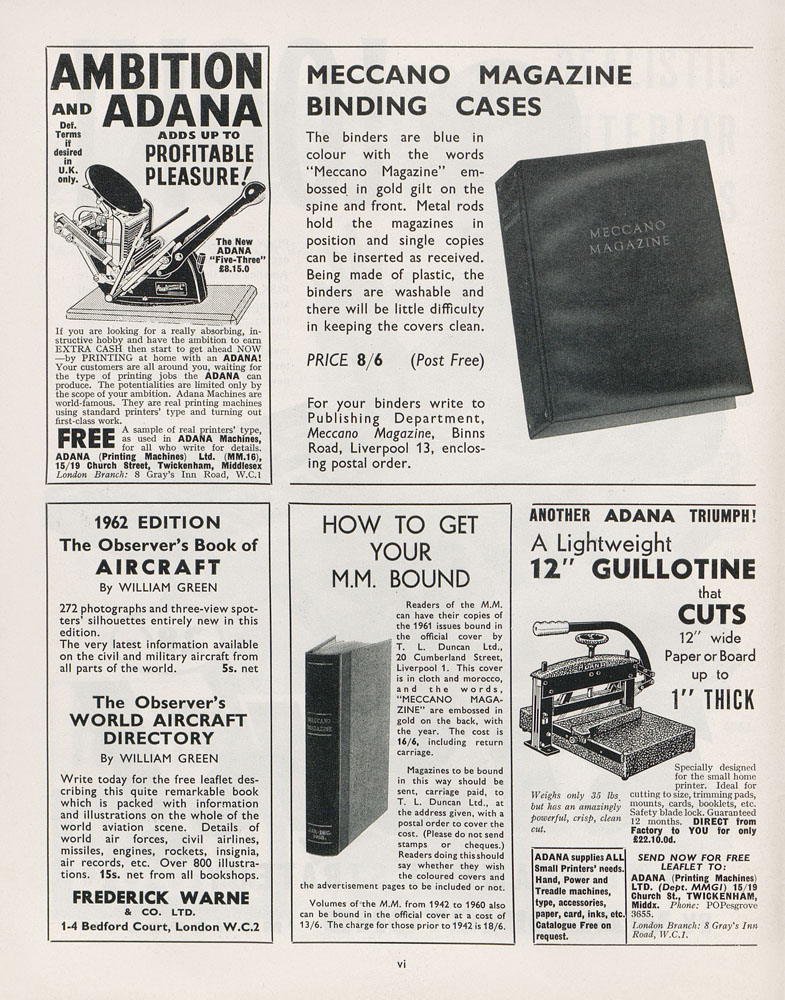 AMBITION
AND ADANA
Def.
Terms
if
desired
in
U.K.
only.
ADDS UP TO
PROFITABLE
PLEASURE!
The New
ADANA
"Five-Three"
£8.15.0
If you are looking for a really absorbing, in-
structive hobby and have the ambition to earn
EXTRA CASH then start to get ahead NOW
—by PRINTING at home with an ADANA!
Your customers are all around you, waiting for
the type of printing jobs the ADANA can
produce. The potentialities are limited only by
the scope of your ambition. Adana Machines are
world-famous. They are real printing machines
using standard printers' type and turning out
first-class work.
FREE A sample of real printers' type,
as used in ADANA Machines,
for all who write for details.
ADANA (Printing Machines) Ltd. (MM.16),
15/19 Church Street, Twickenham, Middlesex
London Branch: 8 Gray's Inn Road, W.C.1
MECCANO MAGAZINE
BINDING CASES
The binders are blue in
colour with the words
"Meccano Magazine" em-
bossed in gold gilt on the
spine and front. Metal rods
hold the magazines in
position and single copies
can be inserted as received.
Being made of plastic, the
binders are washable and
there will be little difficulty
in keeping the covers clean.
PRICE 8/6 (Post Free)
For your binders write to
Publishing Department,
Meccano Magazine, Binns
Road, Liverpool 13, enclos-
ing postal order.
MECCANO
MAGAZINE
1962 EDITION
The Observer's Book of
AIRCRAFT
By WILLIAM GREEN
272 photographs and three-view spot-
ters' silhouettes entirely new in this
edition.
The very latest information available
on the civil and military aircraft from
all parts of the world. 5s. net
The Observer's
WORLD AIRCRAFT
DIRECTORY
By WILLIAM GREEN
Write today for the free leaflet des-
cribing this quite remarkable book
which is packed with information
and illustrations on the whole of the
world aviation scene. Details of
world air forces, civil airlines,
missiles, engines, rockets, insignia,
air records, etc. Over 800 illustra-
tions. 15s. net from all bookshops.
FREDERICK WARNE
& CO. LTD.
1-4 Bedford Court, London W.C.2
HOW TO GET
YOUR
M.M. BOUND
Readers of the M.M.
can have their copies of
the 1961 issues bound in
the official cover by
T. L. Duncan Ltd.,
20 Cumberland Street,
Liverpool 1. This cover
is in cloth and morocco,
and the words,
"MECCANO MAGA-
ZINE" are embossed in
gold on the back, with
the year. The cost is
16/6, including return
carriage.
Magazines to be bound
in this way should be
sent, carriage paid, to
T. L. Duncan Ltd., at
the address given, with a
postal order to cover the
cost. (Please do not send
stamps or cheques.)
Readers doing this should
say whether they wish
the coloured covers and
the advertisement pages to be included or not.
Volumes of the M.M. from 1942 to 1960 also
can be bound in the official cover at a cost of
13/6. The charge for those prior to 1942 is 18/6.
MECCANO
MAGAZINE
JAN-DEC.
ANOTHER ADANA TRIUMPH!
A Lightweight
12" GUILLOTINE
that
CUTS
12" wide
Paper or Board
up to
1" THICK
Weighs only 35 lbs.
but has an amazingly
powerful, crisp, clean
cut.
Specially designed
for the small home
printer. Ideal for
cutting to size, trimming pads,
mounts, cards, booklets, etc.
Safety blade lock. Guaranteed
12 months. DIRECT from
Factory to YOU for only
£22.10.0d.
ADANA supplies ALL
Small Printers' needs.
Hand, Power and
Treadle machines,
type, accessories,
paper, card, inks, etc.
Catalogue Free on
request.
SEND NOW FOR FREE
LEAFLET TO:
ADANA (Printing Machines)
LTD. (Dept. MMG1) 15/19
Church St., TWICKENHAM,
Middx. Phone: POPesgrove
3655.
London Branch: 8 Gray's Inn
Road, W.C.1.
vi